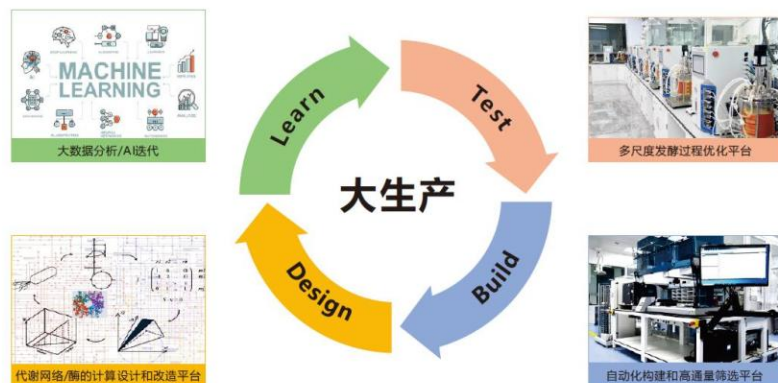 MACHINE
LEARNING
大数据分析/AI迭代
Learn
Test
多尺度发酵过程优化平台
大生产
代谢网络/酶的计算设计和改造平台
Design
Build
自动化构建和高通量筛选平台